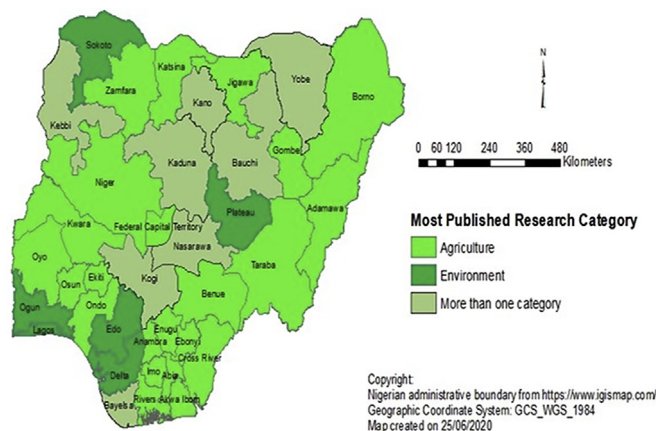 Sokoto
Katsina
Jigawa
Yobe
Borno
Zamfara
Kano
Kebbi
Kaduna
Bauchi
Gombe
Niger
Plateau
Adamawa
Kwara
Federal Capital Territory
Nasarawa
Oyo
Taraba
Osun
Ekiti
Kogi
Benue
Ogun
Ondo
Lagos
Edo
Enugu
Anambra
Ebonyi
Cross River
Delta
Imo
Abia
Bayelsa
Rivers
Akwa Ibom
N
0 60 120 240 360 480
Kilometers
Most Published Research Category
Agriculture
Environment
More than one category
Copyright:
Nigerian administrative boundary from https://www.igismap.com/
Geographic Coordinate System: GCS_WGS_1984
Map created on 25/06/2020